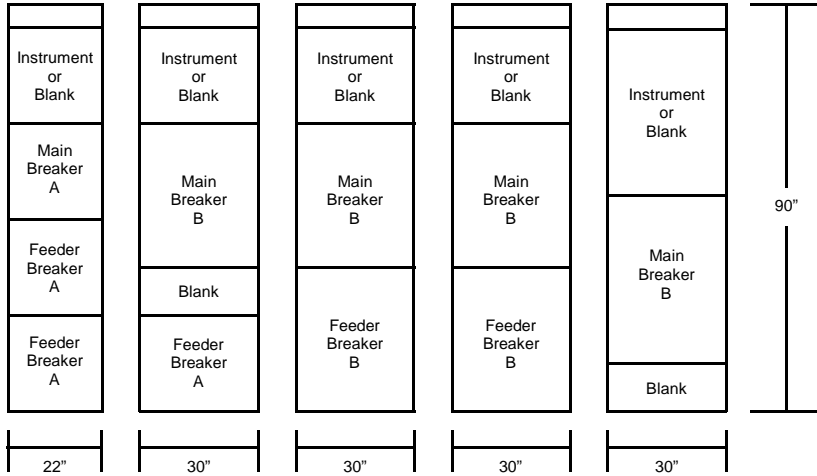 Instrument
or
Blank
Main
Breaker
A
Feeder
Breaker
A
Feeder
Breaker
A
Instrument
or
Blank
Main
Breaker
B
Blank
Feeder
Breaker
A
Instrument
or
Blank
Main
Breaker
B
Feeder
Breaker
B
Instrument
or
Blank
Main
Breaker
B
Feeder
Breaker
B
Instrument
or
Blank
Main
Breaker
B
Blank
90”
22”
30”
30”
30”
30”